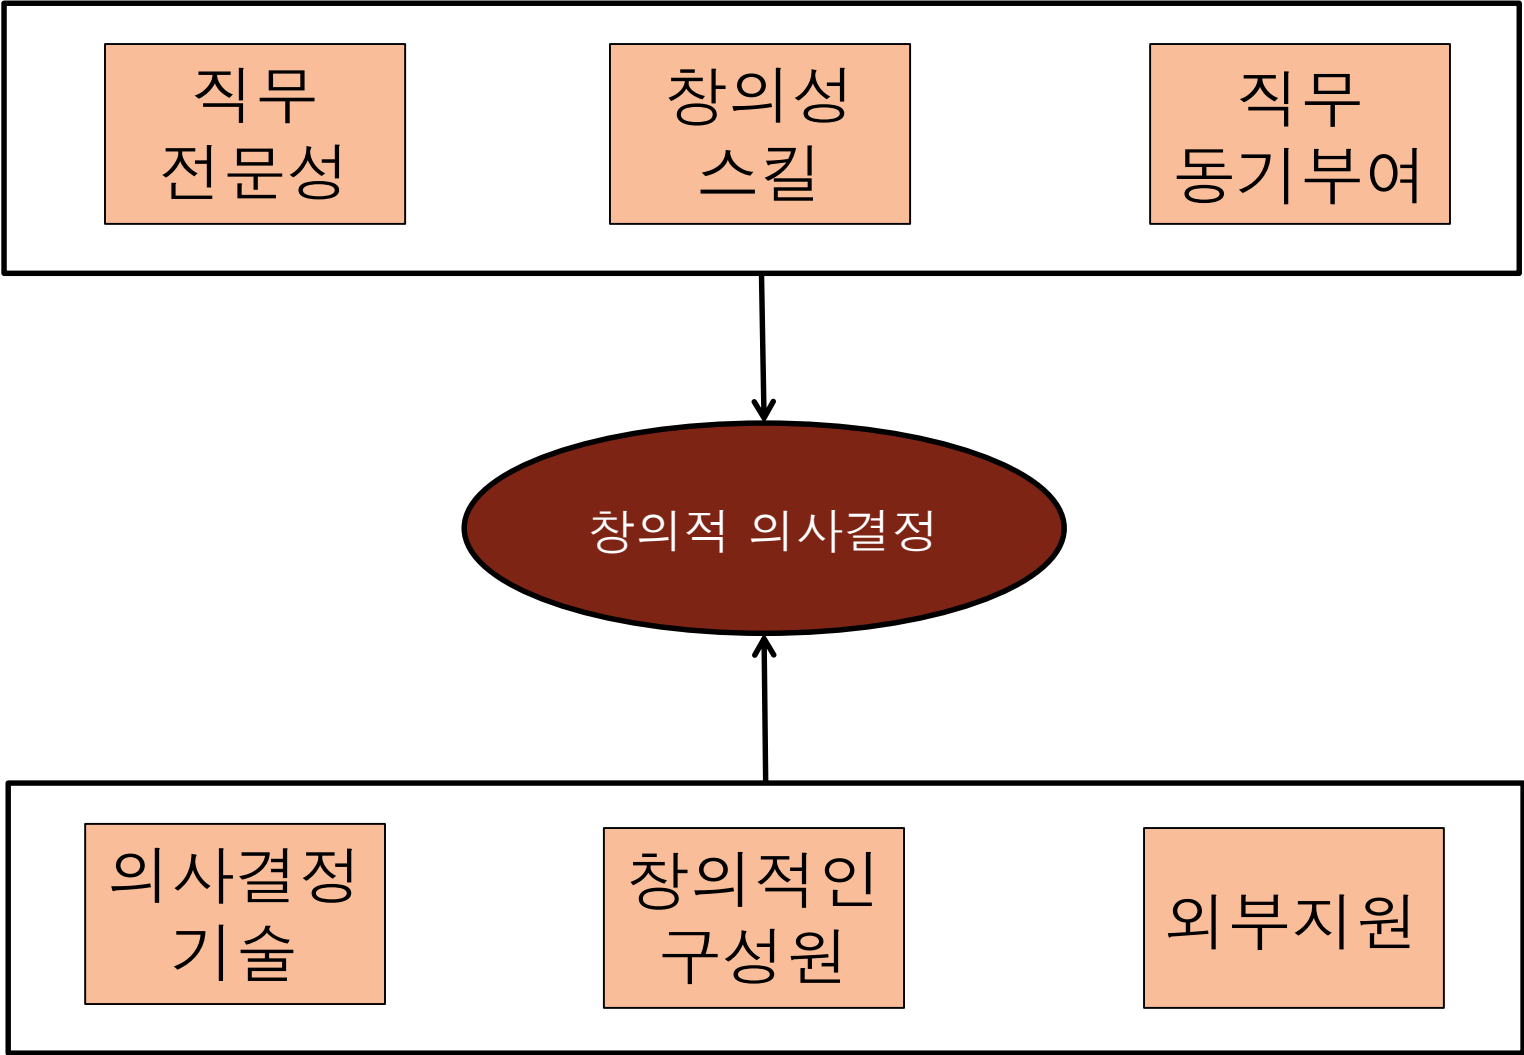 직무
전문성
창의성
스킬
직무
동기부여
창의적 의사결정
의사결정
기술
창의적인
구성원
외부지원